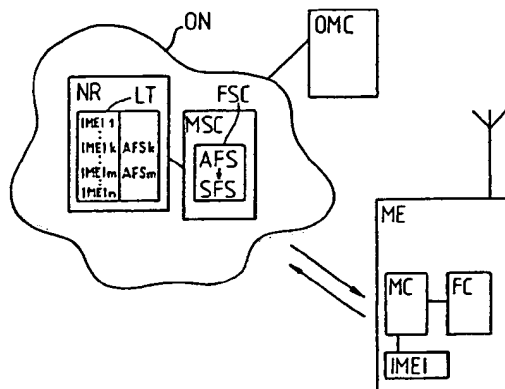 ON
OMC
NR
LT
FSC
MSC
IMEI 1
IMEI k AFSk
IMEI m AFSm
IMEI n
AFS
SFS
ME
MC
FC
IMEI